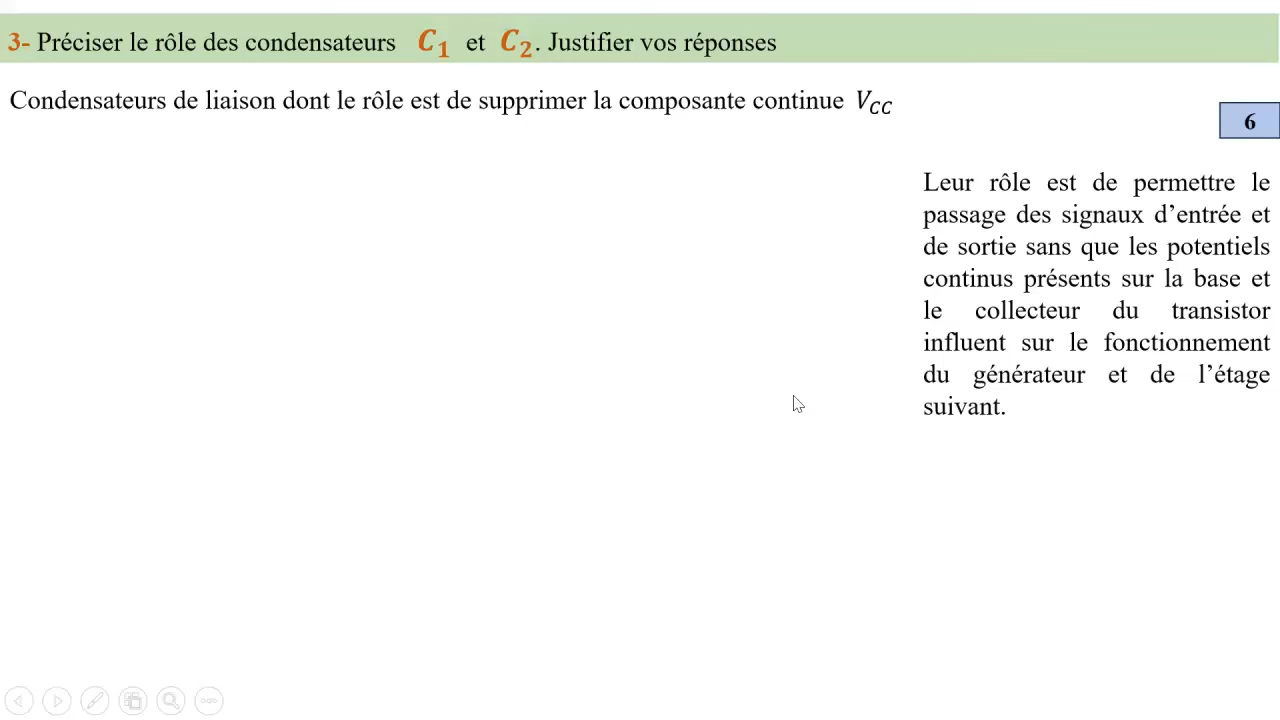 3- Préciser le rôle des condensateurs C₁ et C₂. Justifier vos réponses
Condensateurs de liaison dont le rôle est de supprimer la composante continue V_CC
6
Leur rôle est de permettre le
passage des signaux d’entrée et
de sortie sans que les potentiels
continus présents sur la base et
le collecteur du transistor
influent sur le fonctionnement
du générateur et de l’étage
suivant.